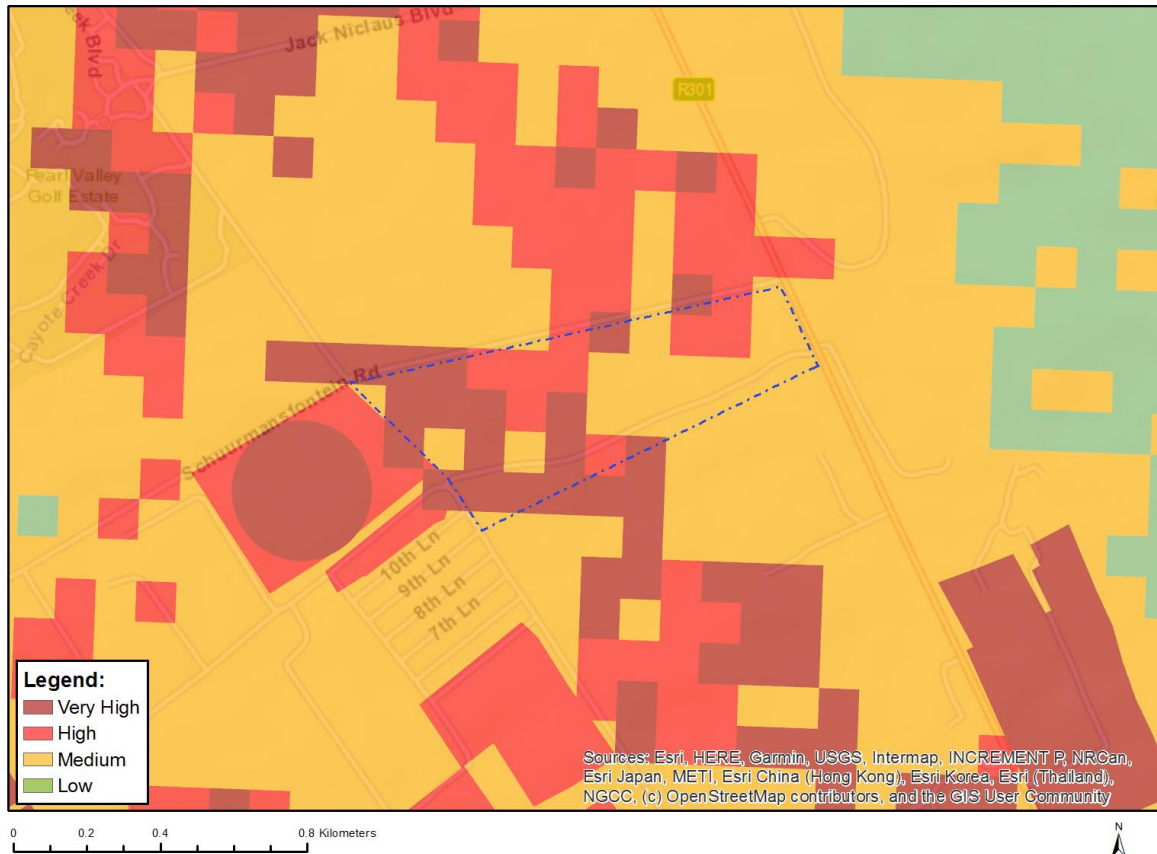 Creek Blvd
Jack Niclaus Blvd
R301
Pearl Valley
Golf Estate
Cayote Creek Dr
Schuurmansfontein Rd
10th Ln
9th Ln
8th Ln
7th Ln
Legend:
Very High
High
Medium
Low
Sources: Esri, HERE, Garmin, USGS, Intermap, INCREMENT P, NRCan,
Esri Japan, METI, Esri China (Hong Kong), Esri Korea, Esri (Thailand),
NGCC, (c) OpenStreetMap contributors, and the GIS User Community
0 0.2 0.4 0.8 Kilometers
N